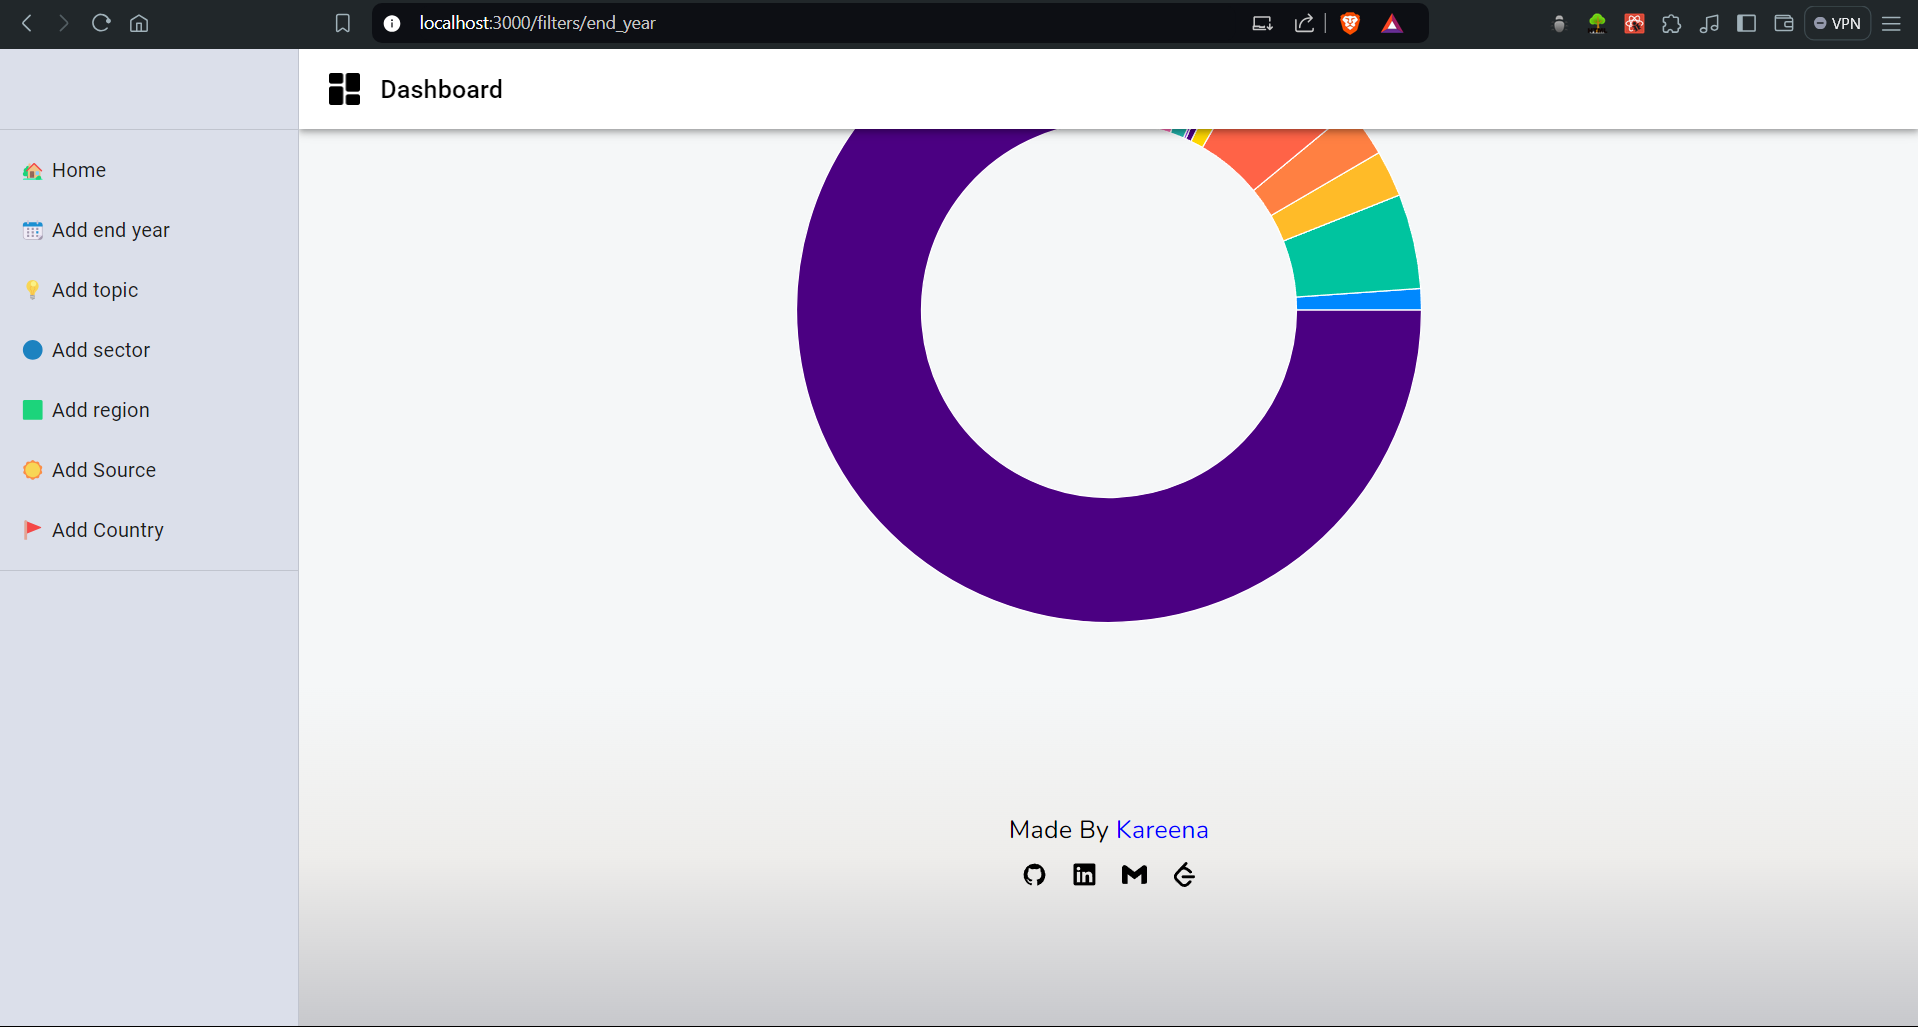 localhost:3000/filters/end_year
VPN
Dashboard
Home
Add end year
Add topic
Add sector
Add region
Add Source
Add Country
Made By Kareena